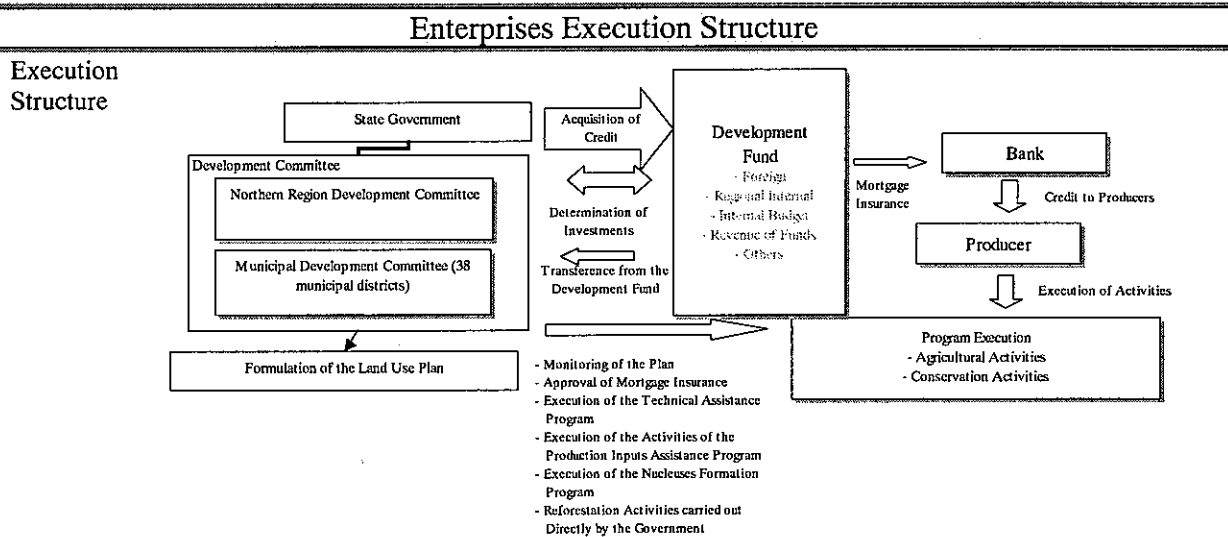 Enterprises Execution Structure
Execution
Structure
State Government
Development Committee
Northern Region Development Committee
Municipal Development Committee (38
municipal districts)
Formulation of the Land Use Plan
Acquisition of
Credit
Determination of
Investments
Transference from the
Development Fund
Development
Fund
- Foreign
- Regional Internal
- Internal Budget
- Revenue of Funds
- Others
Mortgage
Insurance
Bank
Credit to Producers
Producer
Execution of Activities
Program Execution
- Agricultural Activities
- Conservation Activities
- Monitoring of the Plan
- Approval of Mortgage Insurance
- Execution of the Technical Assistance
Program
- Execution of the Activities of the
Production Inputs Assistance Program
- Execution of the Nucleuses Formation
Program
- Reforestation Activities carried out
Directly by the Government